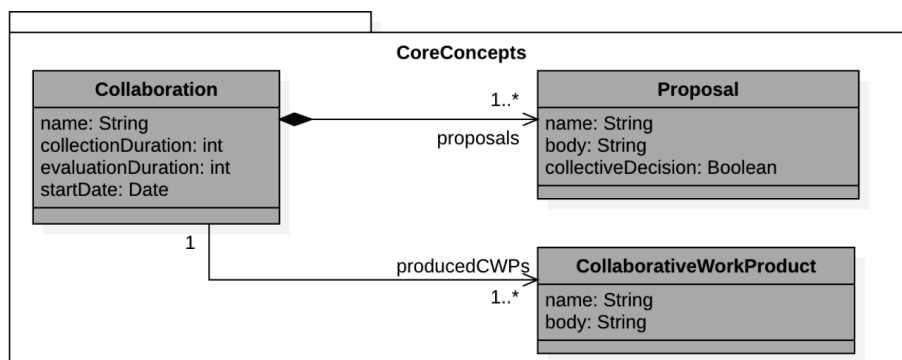 CoreConcepts
Collaboration
name: String
collectionDuration: int
evaluationDuration: int
startDate: Date
1..*
proposals
Proposal
name: String
body: String
collectiveDecision: Boolean
1
producedCWPs
1..*
CollaborativeWorkProduct
name: String
body: String